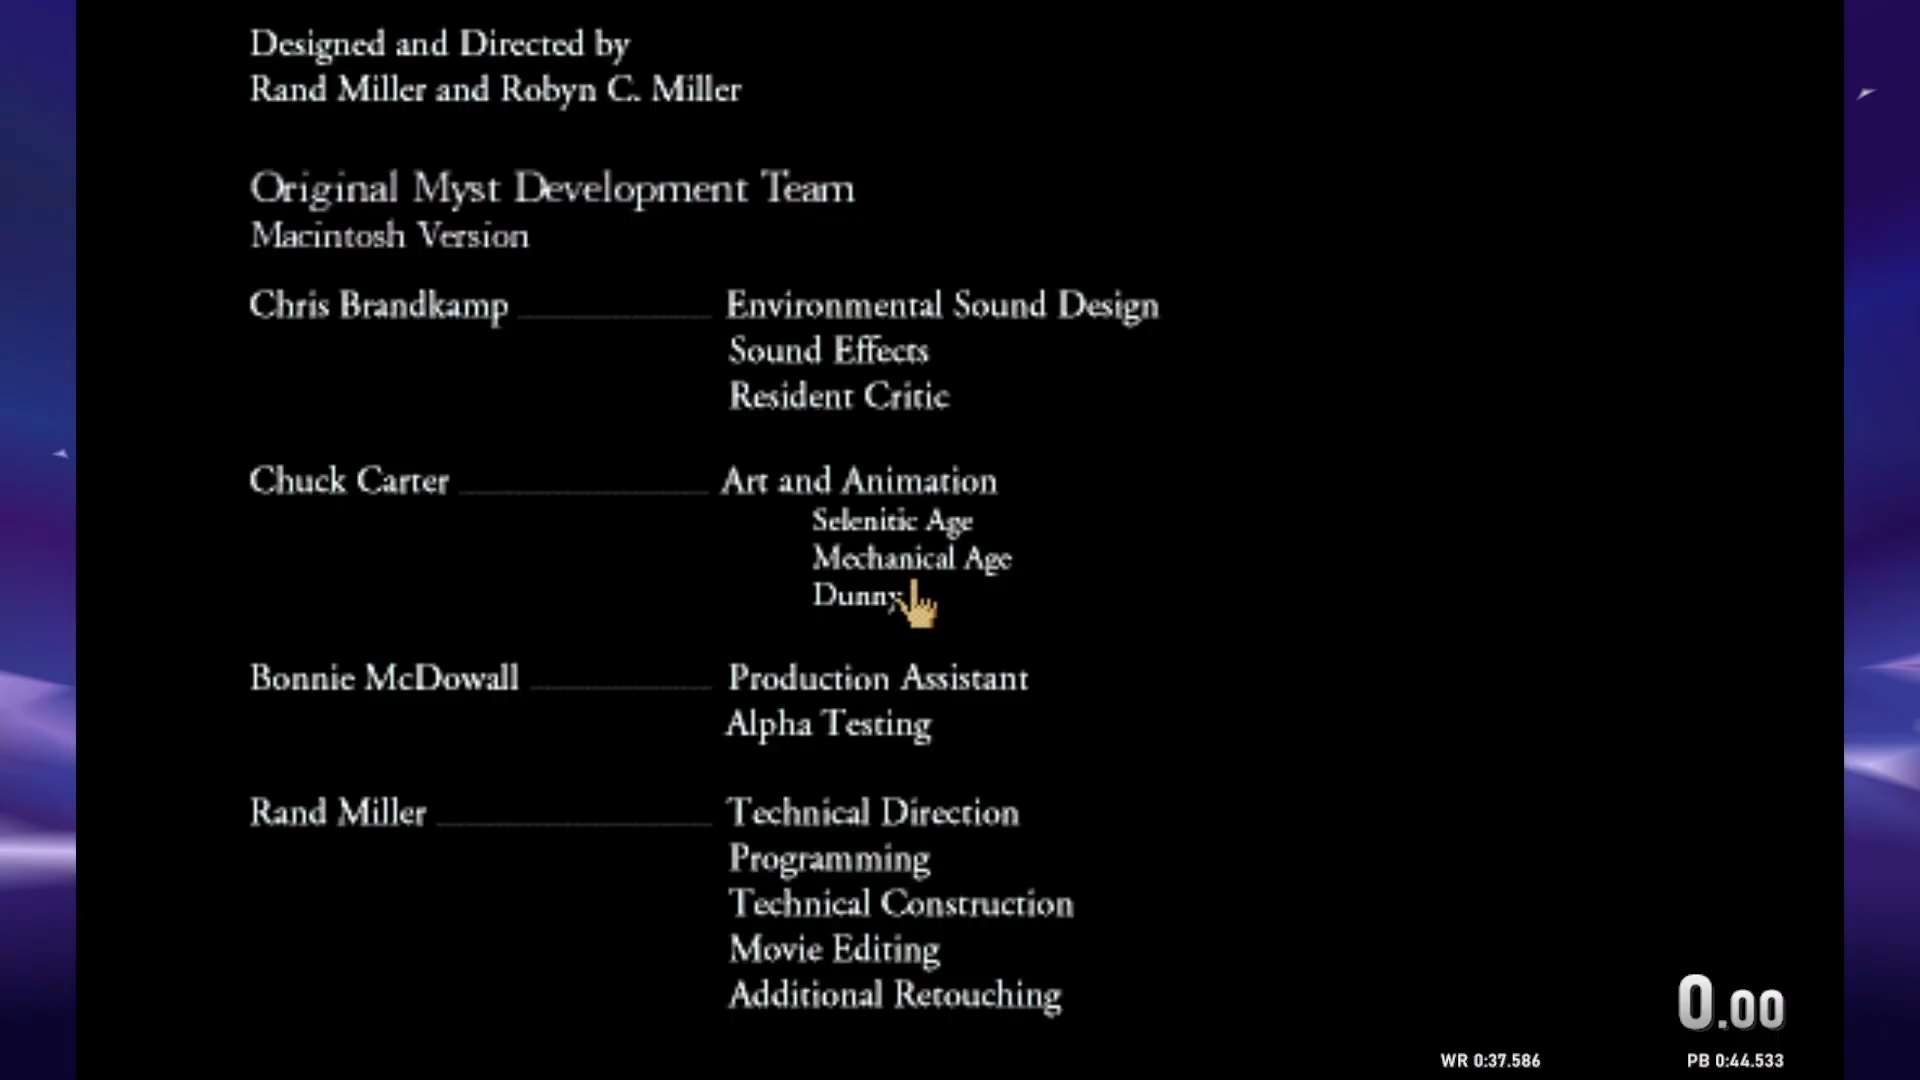 Designed and Directed by
Rand Miller and Robyn C. Miller
Original Myst Development Team
Macintosh Version
Chris Brandkamp Environmental Sound Design
Sound Effects
Resident Critic
Chuck Carter Art and Animation
Selenitic Age
Mechanical Age
Dunny
Bonnie McDowall Production Assistant
Alpha Testing
Rand Miller Technical Direction
Programming
Technical Construction
Movie Editing
Additional Retouching
0.00
WR 0:37.586 PB 0:44.533